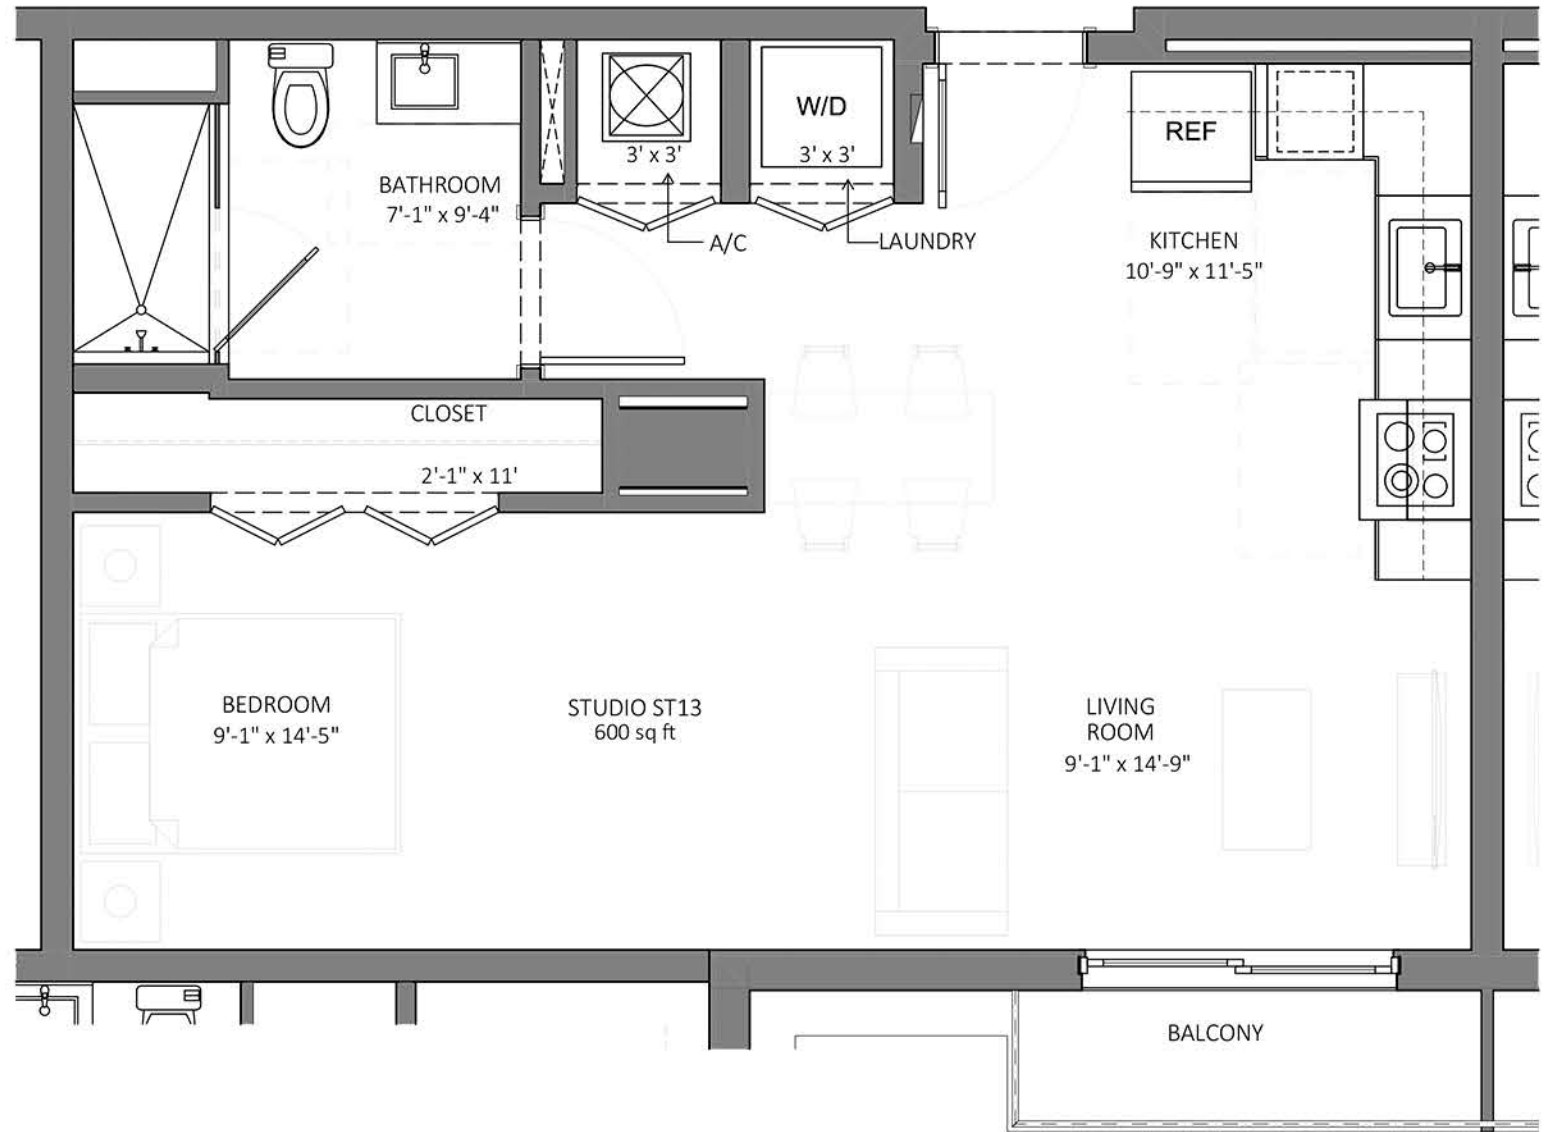 W/D
3' x 3'
3' x 3'
REF
BATHROOM
7'-1" x 9'-4"
A/C
LAUNDRY
KITCHEN
10'-9" x 11'-5"
CLOSET
2'-1" x 11'
BEDROOM
9'-1" x 14'-5"
STUDIO ST13
600 sq ft
LIVING
ROOM
9'-1" x 14'-9"
BALCONY